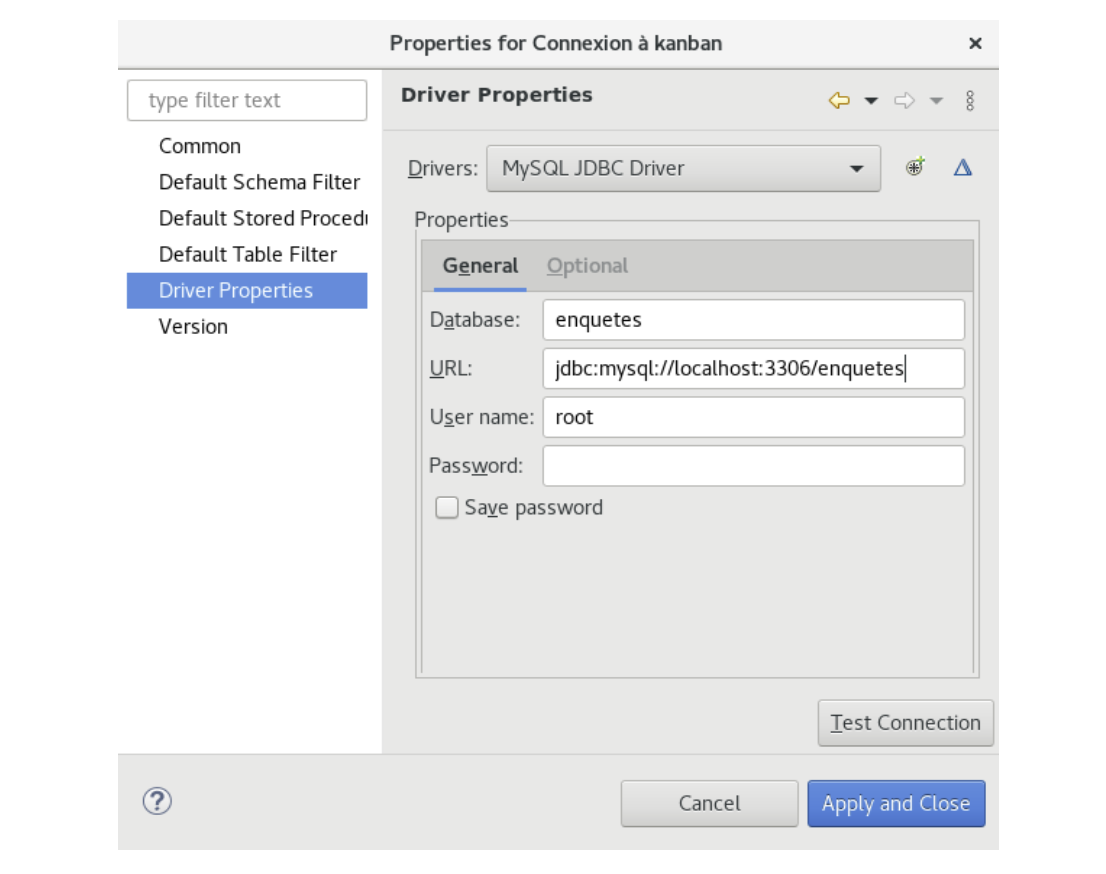 Properties for Connexion à kanban
type filter text
Common
Default Schema Filter
Default Stored Procedu
Default Table Filter
Driver Properties
Version
Driver Properties
Drivers: MySQL JDBC Driver
Properties
General Optional
Database: enquetes
URL: jdbc:mysql://localhost:3306/enquetes
User name: root
Password:
Save password
Test Connection
Cancel Apply and Close